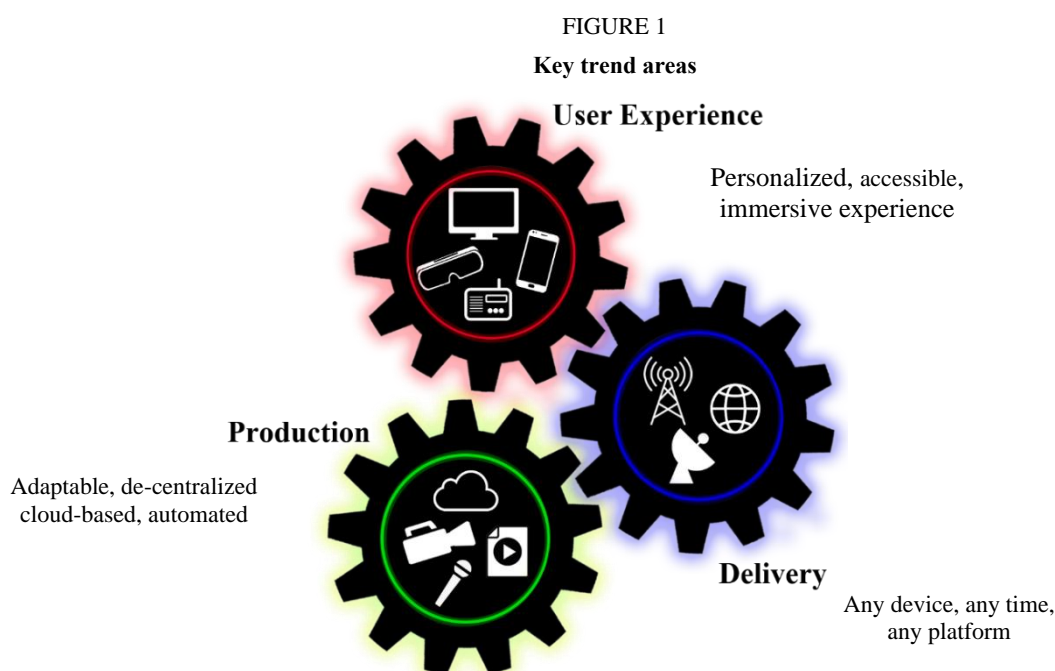 FIGURE 1
Key trend areas
User Experience
Personalized, accessible,
immersive experience
Production
Adaptable, de-centralized
cloud-based, automated
Delivery
Any device, any time,
any platform